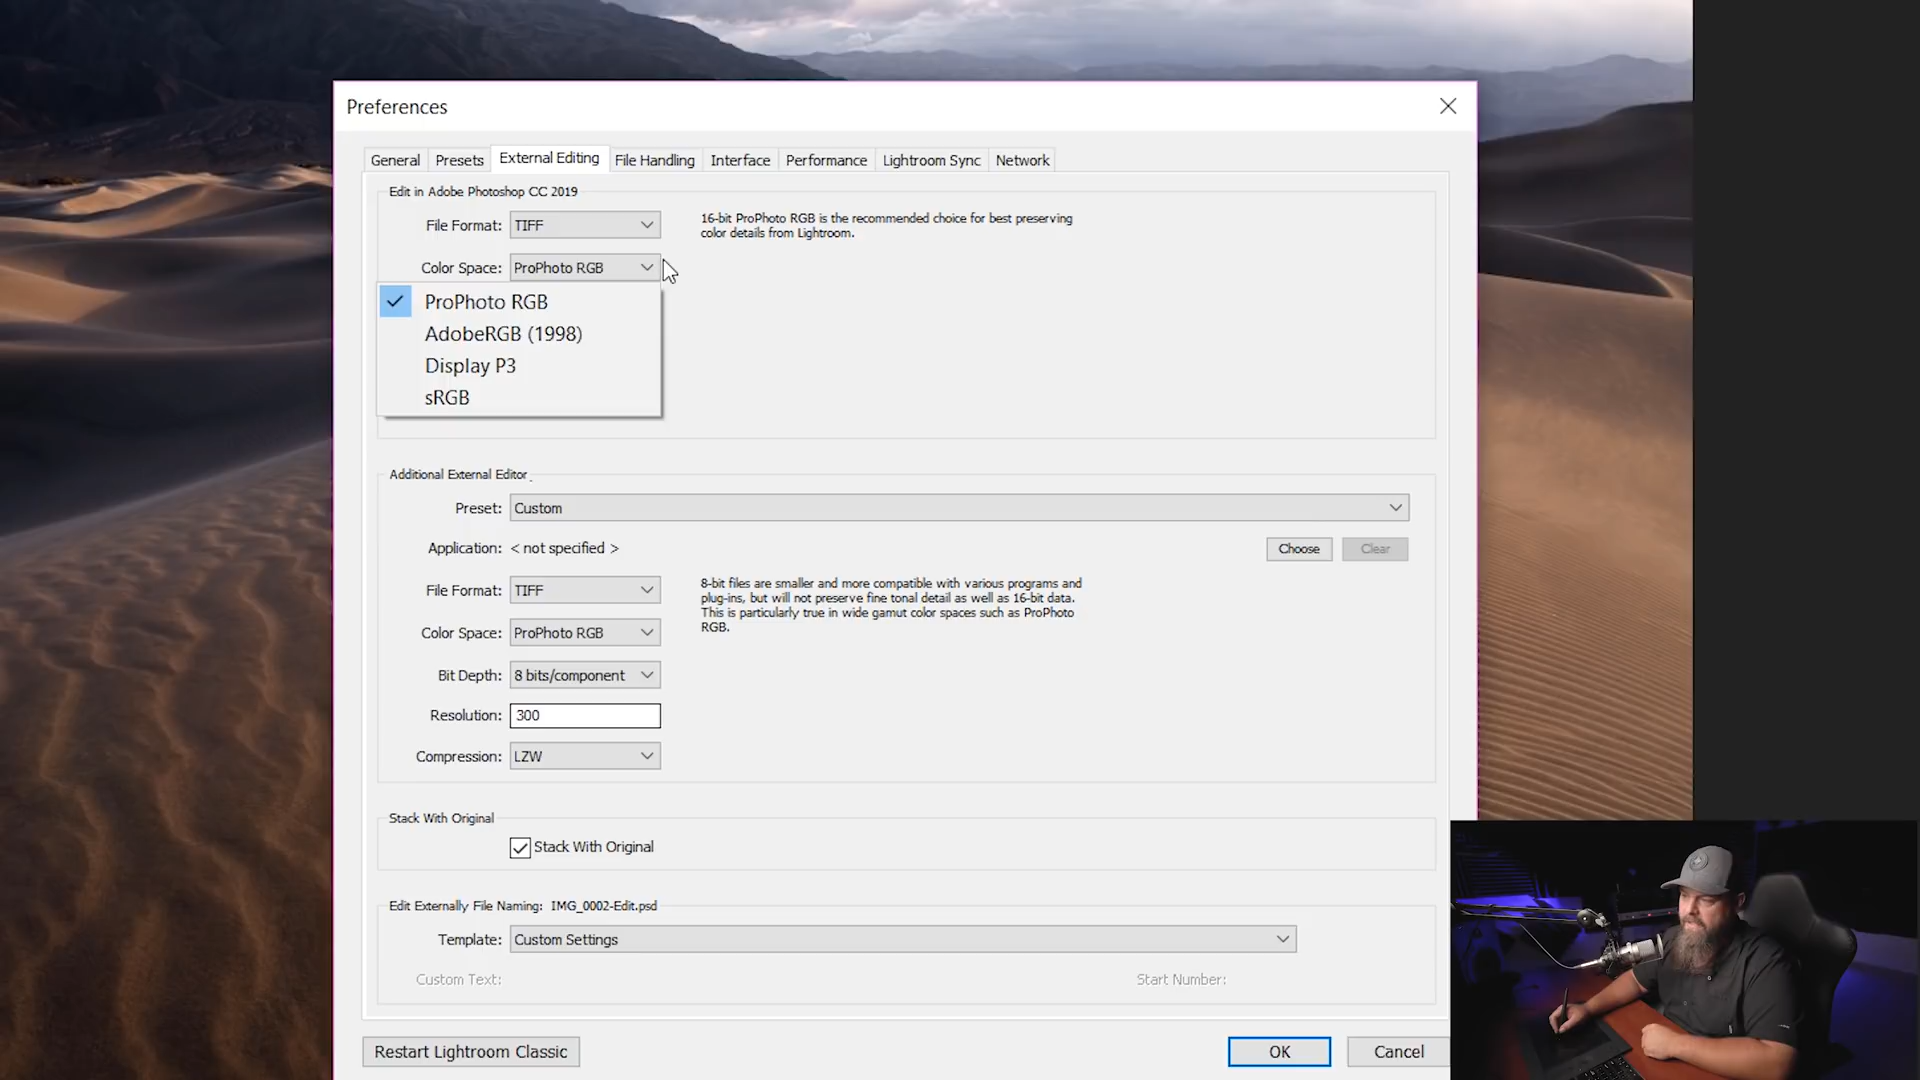 Preferences
General Presets External Editing File Handling Interface Performance Lightroom Sync Network
Edit in Adobe Photoshop CC 2019
File Format: TIFF
16-bit ProPhoto RGB is the recommended choice for best preserving
color details from Lightroom.
Color Space: ProPhoto RGB
ProPhoto RGB
AdobeRGB (1998)
Display P3
sRGB
Additional External Editor
Preset: Custom
Application: < not specified >
Choose Clear
File Format: TIFF
8-bit files are smaller and more compatible with various programs and
plug-ins, but will not preserve fine tonal detail as well as 16-bit data.
This is particularly true in wide gamut color spaces such as ProPhoto
RGB.
Color Space: ProPhoto RGB
Bit Depth: 8 bits/component
Resolution: 300
Compression: LZW
Stack With Original
Stack With Original
Edit Externally File Naming: IMG_0002-Edit.psd
Template: Custom Settings
Custom Text: Start Number:
Restart Lightroom Classic OK Cancel